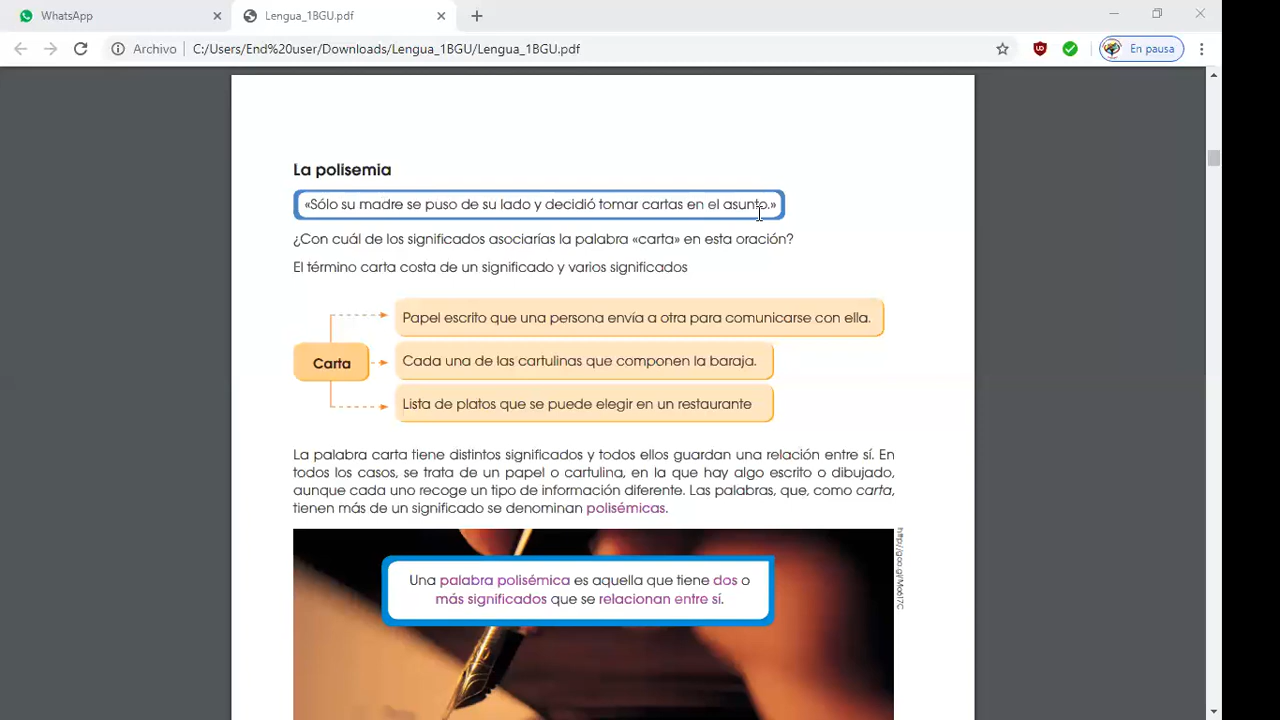 WhatsApp
Lengua_1BGU.pdf
Archivo
C:/Users/End%20user/Downloads/Lengua_1BGU/Lengua_1BGU.pdf
En pausa
La polisemia
«Sólo su madre se puso de su lado y decidió tomar cartas en el asunto.»
¿Con cuál de los significados asociarías la palabra «carta» en esta oración?
El término carta costa de un significado y varios significados
Papel escrito que una persona envía a otra para comunicarse con ella.
Carta
Cada una de las cartulinas que componen la baraja.
Lista de platos que se puede elegir en un restaurante
La palabra carta tiene distintos significados y todos ellos guardan una relación entre sí. En
todos los casos, se trata de un papel o cartulina, en la que hay algo escrito o dibujado,
aunque cada uno recoge un tipo de información diferente. Las palabras, que, como carta,
tienen más de un significado se denominan polisémicas.
Una palabra polisémica es aquella que tiene dos o
más significados que se relacionan entre sí.